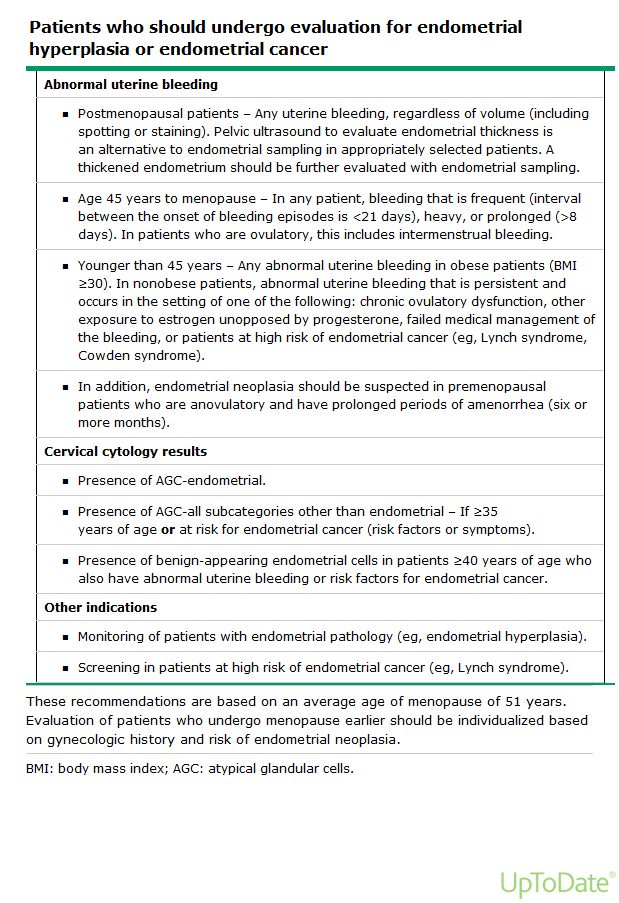 Patients who should undergo evaluation for endometrial
hyperplasia or endometrial cancer
Abnormal uterine bleeding
▪ Postmenopausal patients – Any uterine bleeding, regardless of volume (including
spotting or staining). Pelvic ultrasound to evaluate endometrial thickness is
an alternative to endometrial sampling in appropriately selected patients. A
thickened endometrium should be further evaluated with endometrial sampling.
▪ Age 45 years to menopause – In any patient, bleeding that is frequent (interval
between the onset of bleeding episodes is <21 days), heavy, or prolonged (>8
days). In patients who are ovulatory, this includes intermenstrual bleeding.
▪ Younger than 45 years – Any abnormal uterine bleeding in obese patients (BMI
≥30). In nonobese patients, abnormal uterine bleeding that is persistent and
occurs in the setting of one of the following: chronic ovulatory dysfunction, other
exposure to estrogen unopposed by progesterone, failed medical management of
the bleeding, or patients at high risk of endometrial cancer (eg, Lynch syndrome,
Cowden syndrome).
▪ In addition, endometrial neoplasia should be suspected in premenopausal
patients who are anovulatory and have prolonged periods of amenorrhea (six or
more months).
Cervical cytology results
▪ Presence of AGC-endometrial.
▪ Presence of AGC-all subcategories other than endometrial – If ≥35
years of age or at risk for endometrial cancer (risk factors or symptoms).
▪ Presence of benign-appearing endometrial cells in patients ≥40 years of age who
also have abnormal uterine bleeding or risk factors for endometrial cancer.
Other indications
▪ Monitoring of patients with endometrial pathology (eg, endometrial hyperplasia).
▪ Screening in patients at high risk of endometrial cancer (eg, Lynch syndrome).
These recommendations are based on an average age of menopause of 51 years.
Evaluation of patients who undergo menopause earlier should be individualized based
on gynecologic history and risk of endometrial neoplasia.
BMI: body mass index; AGC: atypical glandular cells.
UpToDate®